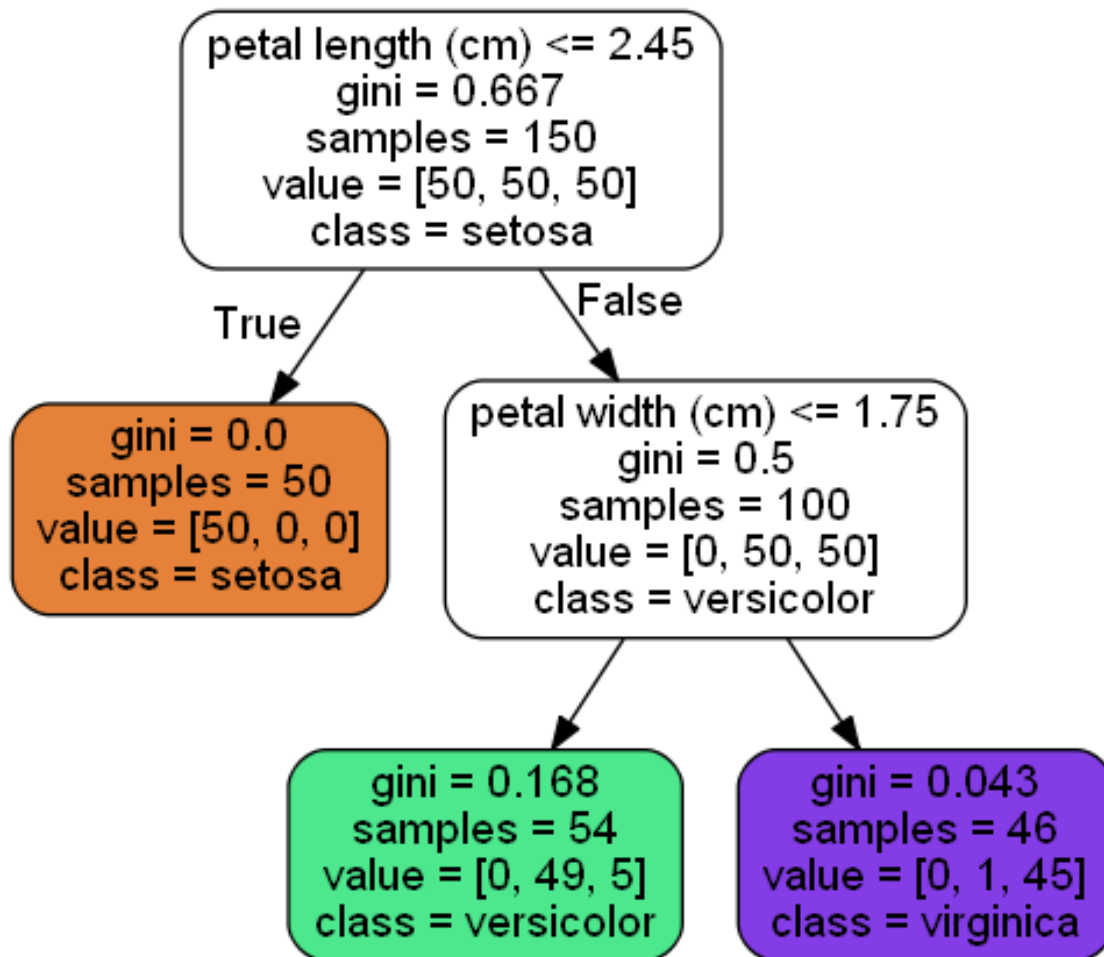 petal length (cm) <= 2.45
gini = 0.667
samples = 150
value = [50, 50, 50]
class = setosa
True
False
gini = 0.0
samples = 50
value = [50, 0, 0]
class = setosa
petal width (cm) <= 1.75
gini = 0.5
samples = 100
value = [0, 50, 50]
class = versicolor
gini = 0.168
samples = 54
value = [0, 49, 5]
class = versicolor
gini = 0.043
samples = 46
value = [0, 1, 45]
class = virginica